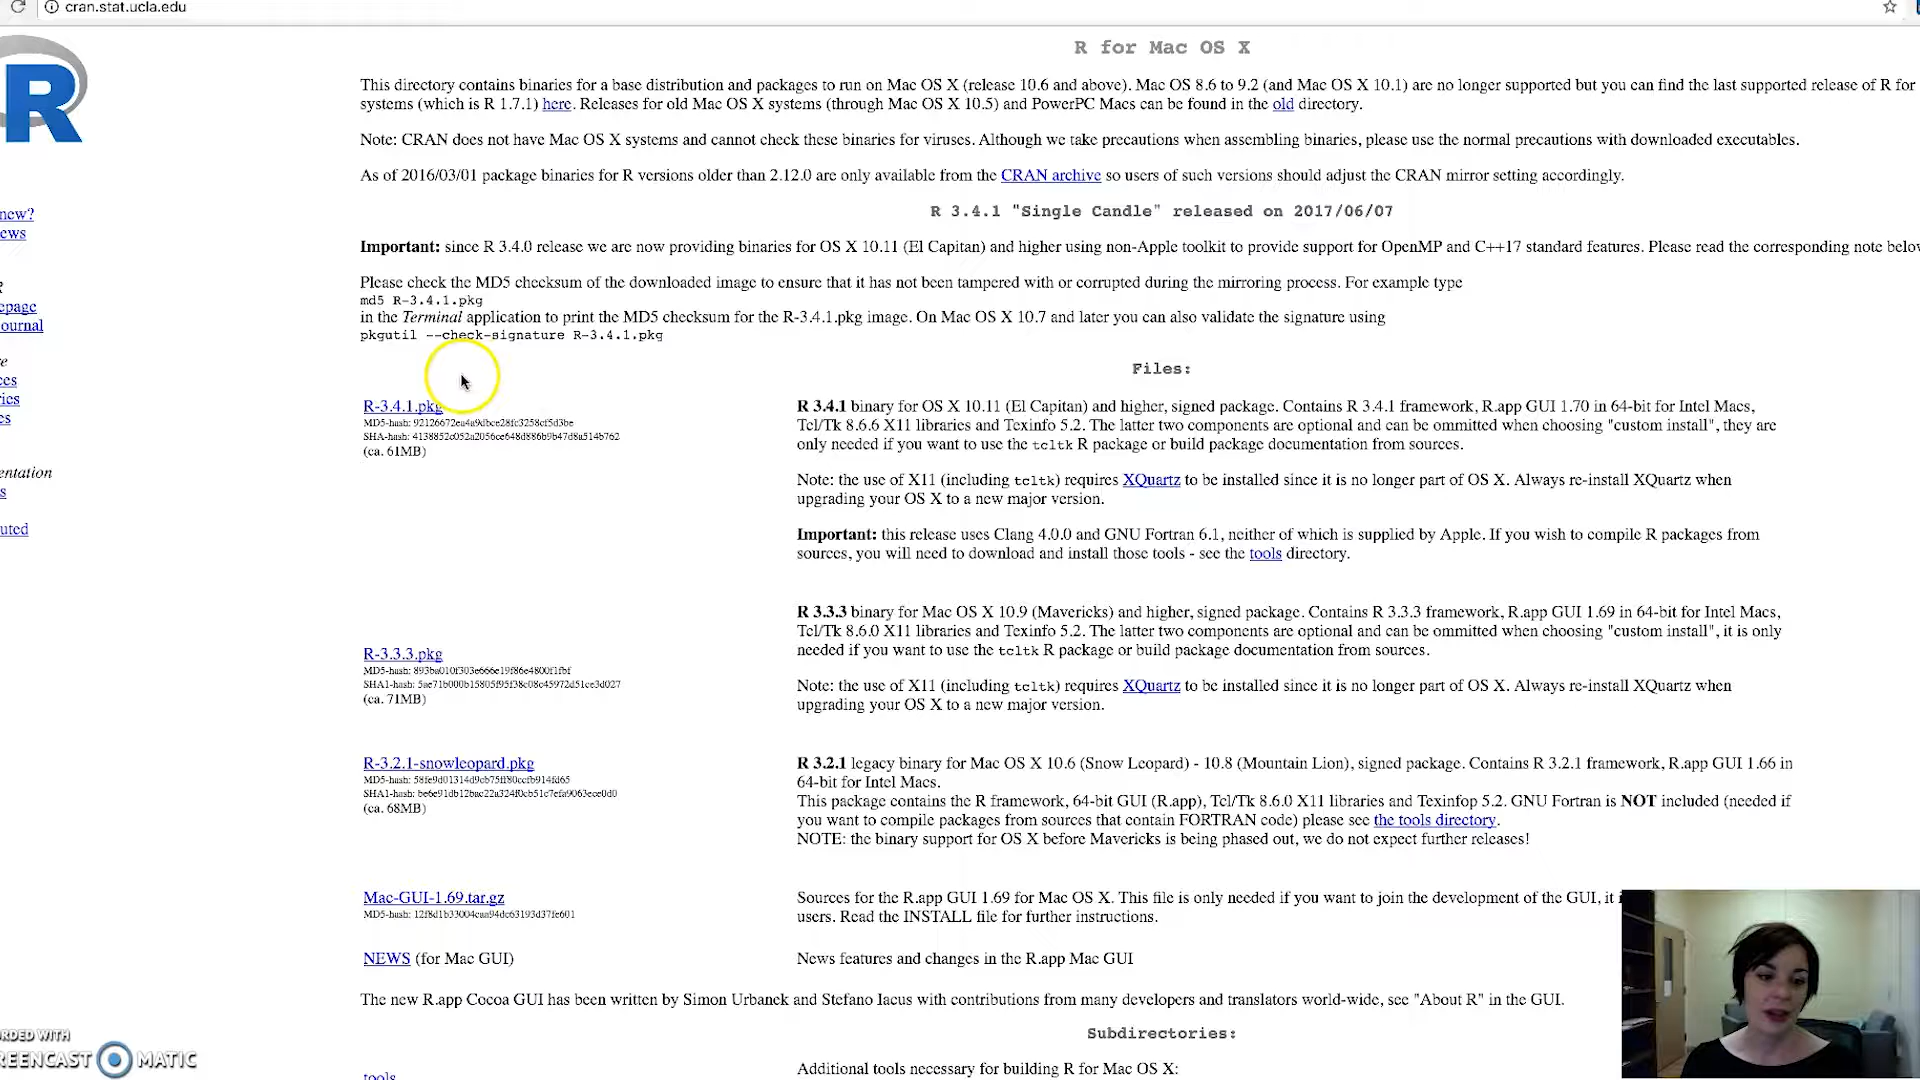 cran.stat.ucla.edu
R for Mac OS X
This directory contains binaries for a base distribution and packages to run on Mac OS X (release 10.6 and above). Mac OS 8.6 to 9.2 (and Mac OS X 10.1) are no longer supported but you can find the last supported release of R for
systems (which is R 1.7.1) here. Releases for old Mac OS X systems (through Mac OS X 10.5) and PowerPC Macs can be found in the old directory.
Note: CRAN does not have Mac OS X systems and cannot check these binaries for viruses. Although we take precautions when assembling binaries, please use the normal precautions with downloaded executables.
As of 2016/03/01 package binaries for R versions older than 2.12.0 are only available from the CRAN archive so users of such versions should adjust the CRAN mirror setting accordingly.
R 3.4.1 "Single Candle" released on 2017/06/07
Important: since R 3.4.0 release we are now providing binaries for OS X 10.11 (El Capitan) and higher using non-Apple toolkit to provide support for OpenMP and C++17 standard features. Please read the corresponding note below
Please check the MD5 checksum of the downloaded image to ensure that it has not been tampered with or corrupted during the mirroring process. For example type
md5 R-3.4.1.pkg
in the Terminal application to print the MD5 checksum for the R-3.4.1.pkg image. On Mac OS X 10.7 and later you can also validate the signature using
pkgutil --check-signature R-3.4.1.pkg
Files:
R-3.4.1.pkg
MD5-hash:
SHA-hash:
(ca. 61MB)
R 3.4.1 binary for OS X 10.11 (El Capitan) and higher, signed package. Contains R 3.4.1 framework, R.app GUI 1.70 in 64-bit for Intel Macs,
Tcl/Tk 8.6.6 X11 libraries and Texinfo 5.2. The latter two components are optional and can be ommitted when choosing "custom install", they are
only needed if you want to use the tcltk R package or build package documentation from sources.
Note: the use of X11 (including tcltk) requires XQuartz to be installed since it is no longer part of OS X. Always re-install XQuartz when
upgrading your OS X to a new major version.
Important: this release uses Clang 4.0.0 and GNU Fortran 6.1, neither of which is supplied by Apple. If you wish to compile R packages from
sources, you will need to download and install those tools - see the tools directory.
R-3.3.3.pkg
MD5-hash:
SHA1-hash:
(ca. 71MB)
R 3.3.3 binary for Mac OS X 10.9 (Mavericks) and higher, signed package. Contains R 3.3.3 framework, R.app GUI 1.69 in 64-bit for Intel Macs,
Tcl/Tk 8.6.0 X11 libraries and Texinfo 5.2. The latter two components are optional and can be ommitted when choosing "custom install", it is only
needed if you want to use the tcltk R package or build package documentation from sources.
Note: the use of X11 (including tcltk) requires XQuartz to be installed since it is no longer part of OS X. Always re-install XQuartz when
upgrading your OS X to a new major version.
R-3.2.1-snowleopard.pkg
MD5-hash:
SHA1-hash:
(ca. 68MB)
R 3.2.1 legacy binary for Mac OS X 10.6 (Snow Leopard) - 10.8 (Mountain Lion), signed package. Contains R 3.2.1 framework, R.app GUI 1.66 in
64-bit for Intel Macs.
This package contains the R framework, 64-bit GUI (R.app), Tcl/Tk 8.6.0 X11 libraries and Texinfop 5.2. GNU Fortran is NOT included (needed if
you want to compile packages from sources that contain FORTRAN code) please see the tools directory.
NOTE: the binary support for OS X before Mavericks is being phased out, we do not expect further releases!
Mac-GUI-1.69.tar.gz
MD5-hash:
Sources for the R.app GUI 1.69 for Mac OS X. This file is only needed if you want to join the development of the GUI, it i
users. Read the INSTALL file for further instructions.
NEWS (for Mac GUI)
News features and changes in the R.app Mac GUI
The new R.app Cocoa GUI has been written by Simon Urbanek and Stefano Iacus with contributions from many developers and translators world-wide, see "About R" in the GUI.
Subdirectories:
tools
Additional tools necessary for building R for Mac OS X:
R
new?
ews
epage
ournal
e
ces
ries
es
entation
s
uted
RDED WITH
REENCAST MATIC